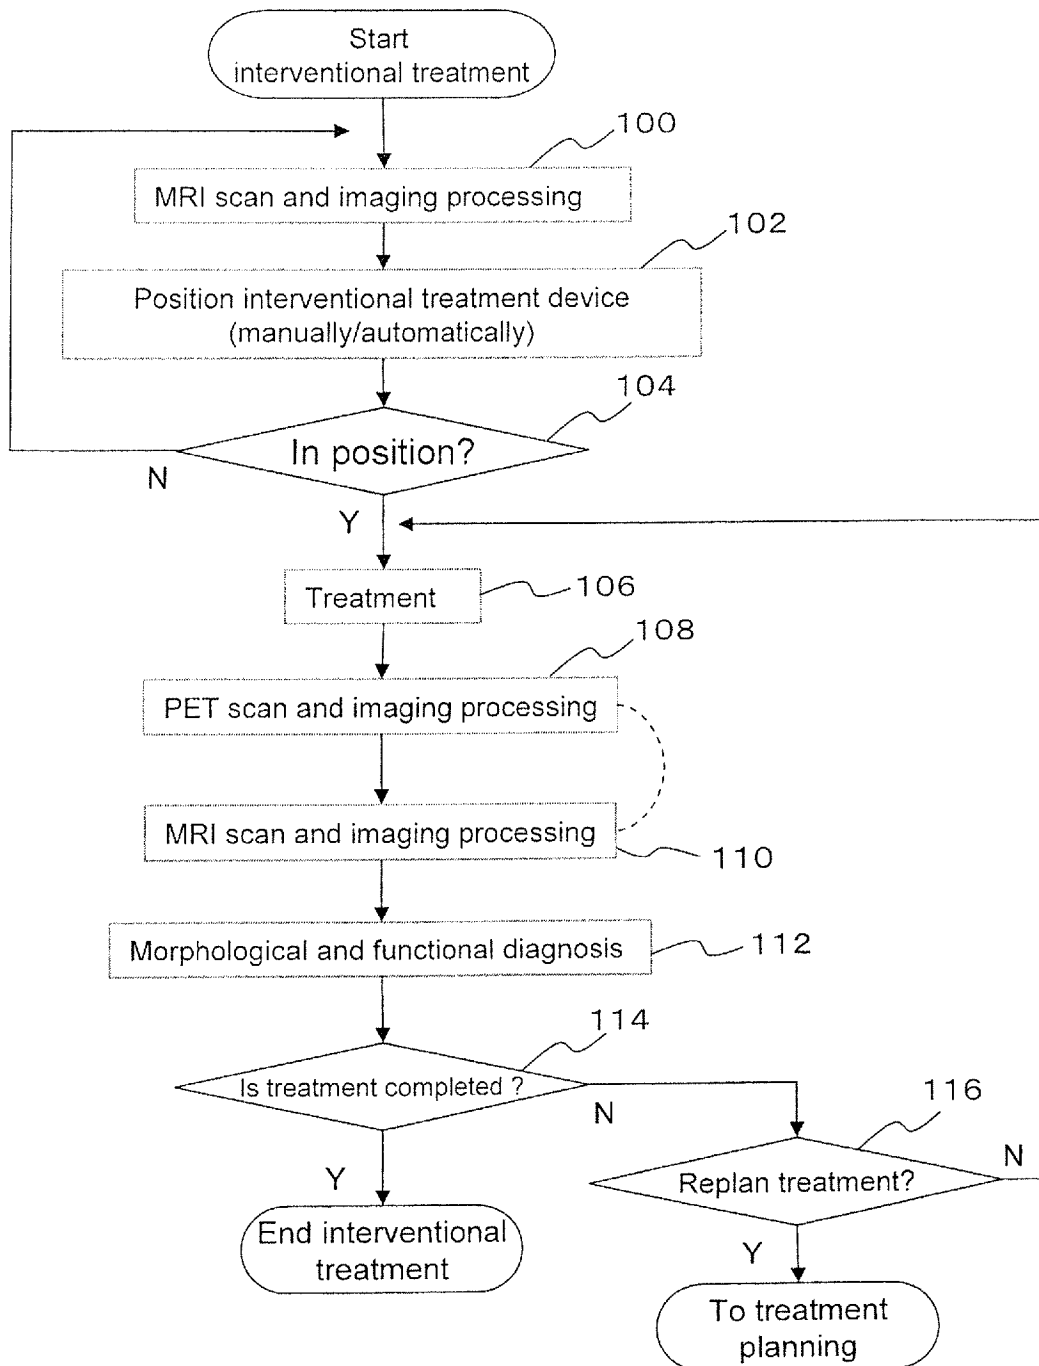 Start
interventional treatment
100
MRI scan and imaging processing
102
Position interventional treatment device
(manually/automatically)
104
In position?
N
Y
Treatment
106
108
PET scan and imaging processing
MRI scan and imaging processing
110
Morphological and functional diagnosis
112
114
Is treatment completed ?
N
116
Replan treatment?
N
Y
End interventional
treatment
Y
To treatment
planning